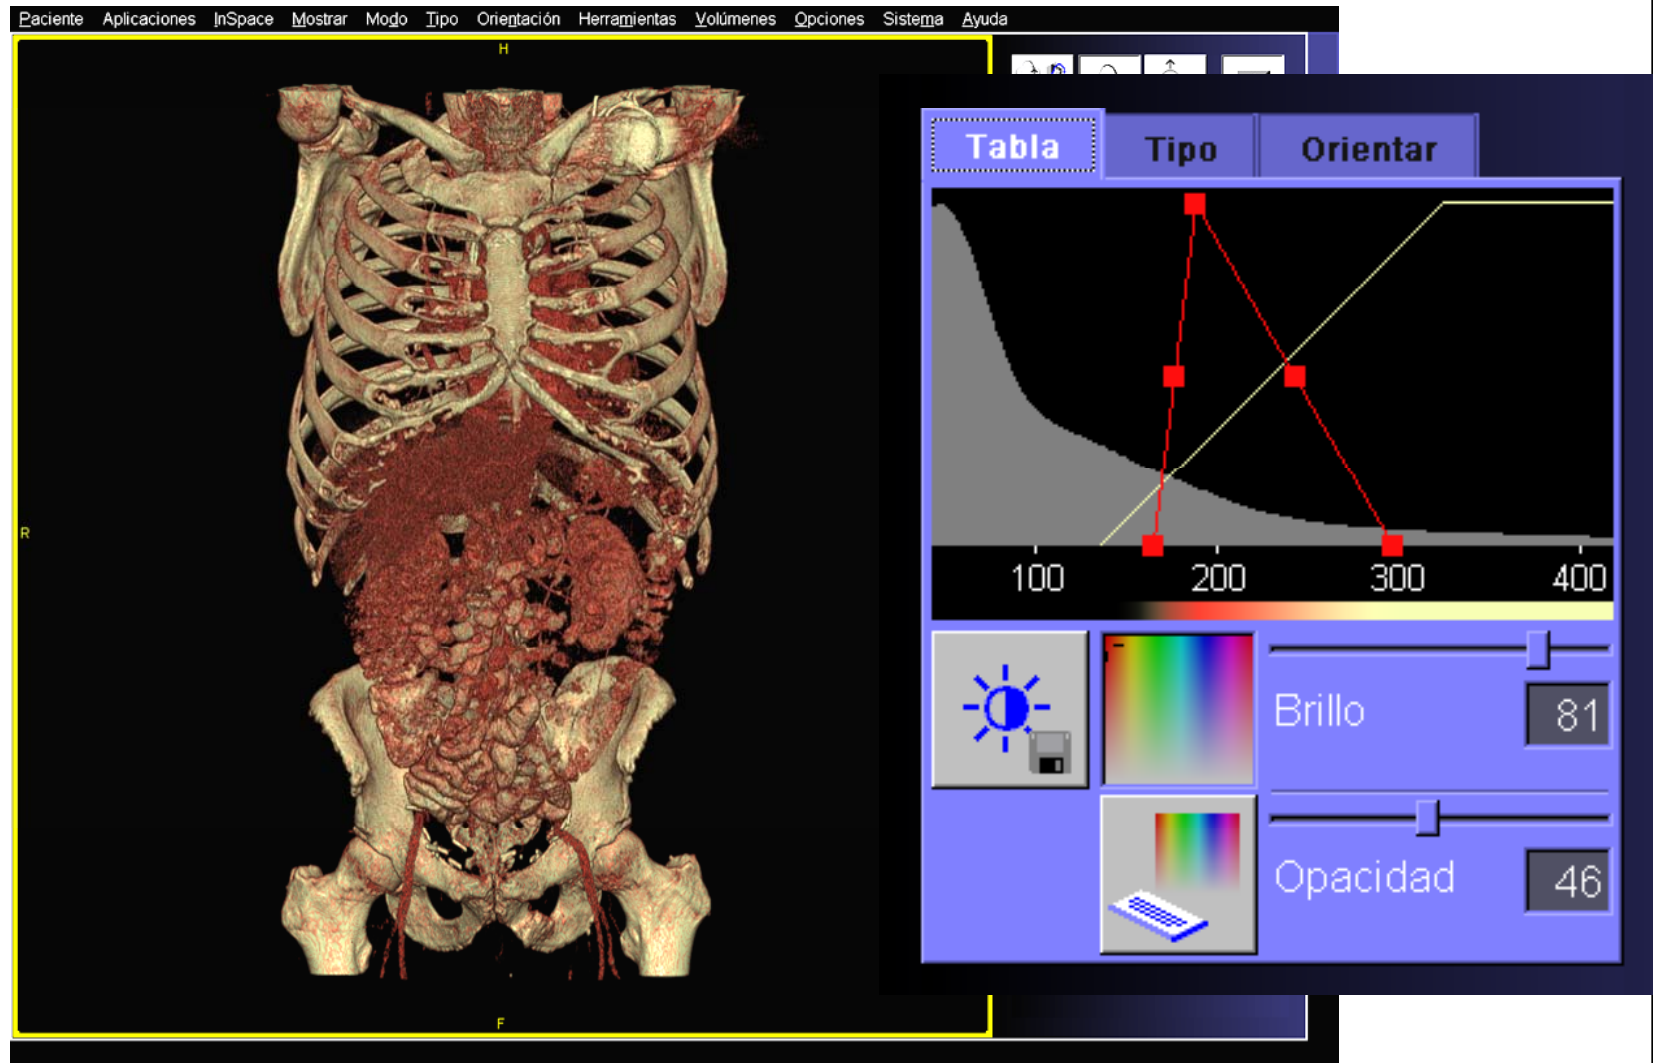 Paciente Aplicaciones InSpace Mostrar Modo Tipo Orientación Herramientas Volúmenes Opciones Sistema Ayuda
H
R
F
Tabla Tipo Orientar
100 200 300 400
Brillo
81
Opacidad
46